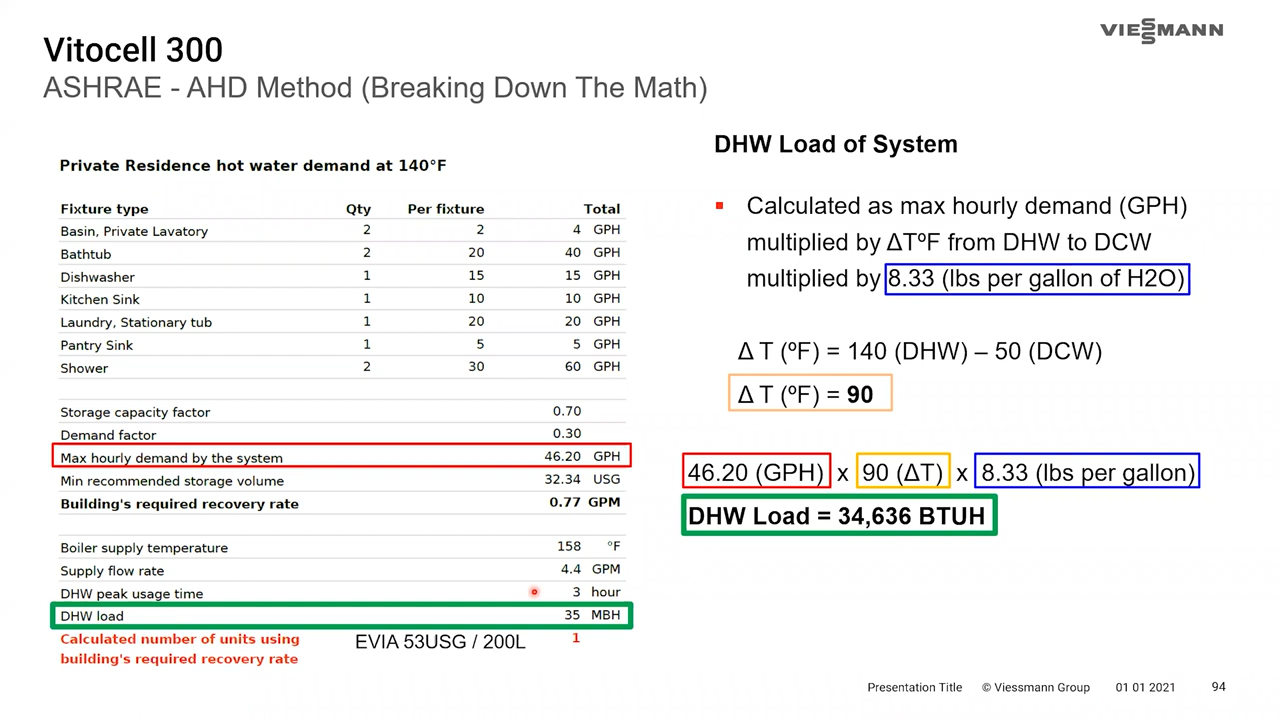 VIESSMANN
Vitocell 300
ASHRAE - AHD Method (Breaking Down The Math)
Private Residence hot water demand at 140°F
Fixture type Qty Per fixture Total
Basin, Private Lavatory 2 2 4 GPH
Bathtub 2 20 40 GPH
Dishwasher 1 15 15 GPH
Kitchen Sink 1 10 10 GPH
Laundry, Stationary tub 1 20 20 GPH
Pantry Sink 1 5 5 GPH
Shower 2 30 60 GPH
Storage capacity factor 0.70
Demand factor 0.30
Max hourly demand by the system 46.20 GPH
Min recommended storage volume 32.34 USG
Building's required recovery rate 0.77 GPM
Boiler supply temperature 158 °F
Supply flow rate 4.4 GPM
DHW peak usage time 3 hour
DHW load 35 MBH
Calculated number of units using EVIA 53USG / 200L 1
building's required recovery rate
DHW Load of System
Calculated as max hourly demand (GPH)
multiplied by ΔTºF from DHW to DCW
multiplied by 8.33 (lbs per gallon of H2O)
Δ T (ºF) = 140 (DHW) – 50 (DCW)
Δ T (ºF) = 90
46.20 (GPH) x 90 (ΔT) x 8.33 (lbs per gallon)
DHW Load = 34,636 BTUH
Presentation Title © Viessmann Group 01 01 2021 94